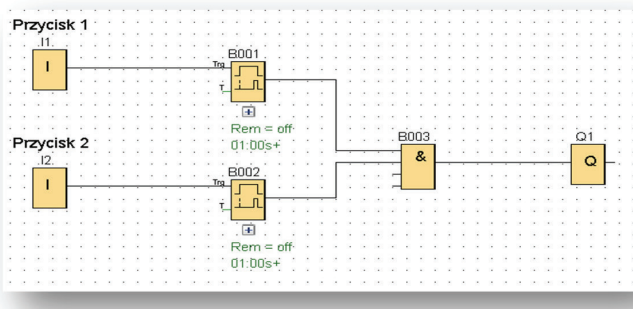 Przycisk 1
I1
I
B001
Trg
T
+
Rem = off
01:00s+
Przycisk 2
I2
I
B002
Trg
T
+
Rem = off
01:00s+
B003
&
Q1
Q